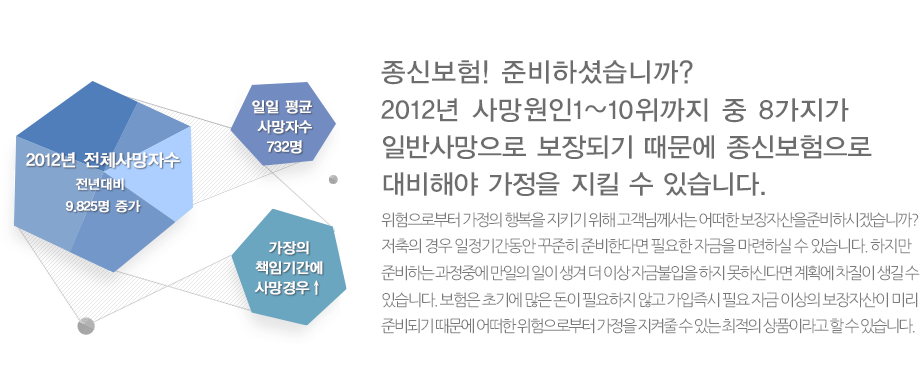 2012년 전체사망자수
전년대비
9,825명 증가
일일 평균
사망자수
732명
가장의
책임기간에
사망경우↑
종신보험! 준비하셨습니까?
2012년 사망원인1~10위까지 중 8가지가
일반사망으로 보장되기 때문에 종신보험으로
대비해야 가정을 지킬 수 있습니다.
위험으로부터 가정의 행복을 지키기 위해 고객님께서는 어떠한 보장자산을준비하시겠습니까?
저축의 경우 일정기간동안 꾸준히 준비한다면 필요한 자금을 마련하실 수 있습니다. 하지만
준비하는 과정중에 만일의 일이 생겨 더 이상 자금불입을 하지 못하신다면 계획에 차질이 생길 수
있습니다. 보험은 초기에 많은 돈이 필요하지 않고 가입즉시 필요 자금 이상의 보장자산이 미리
준비되기 때문에 어떠한 위험으로부터 가정을 지켜줄 수 있는 최적의 상품이라고 할 수 있습니다.